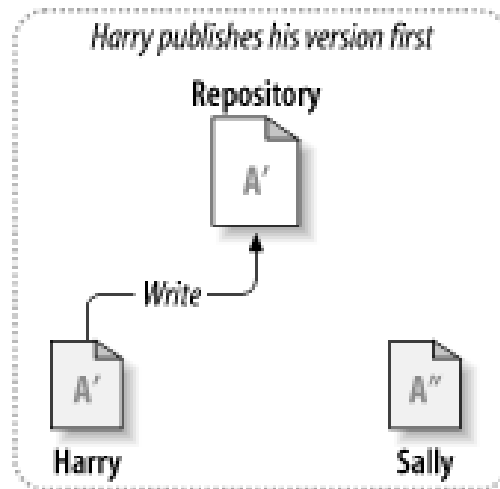 Harry publishes his version first
Repository
A'
Write
A'
A"
Harry
Sally